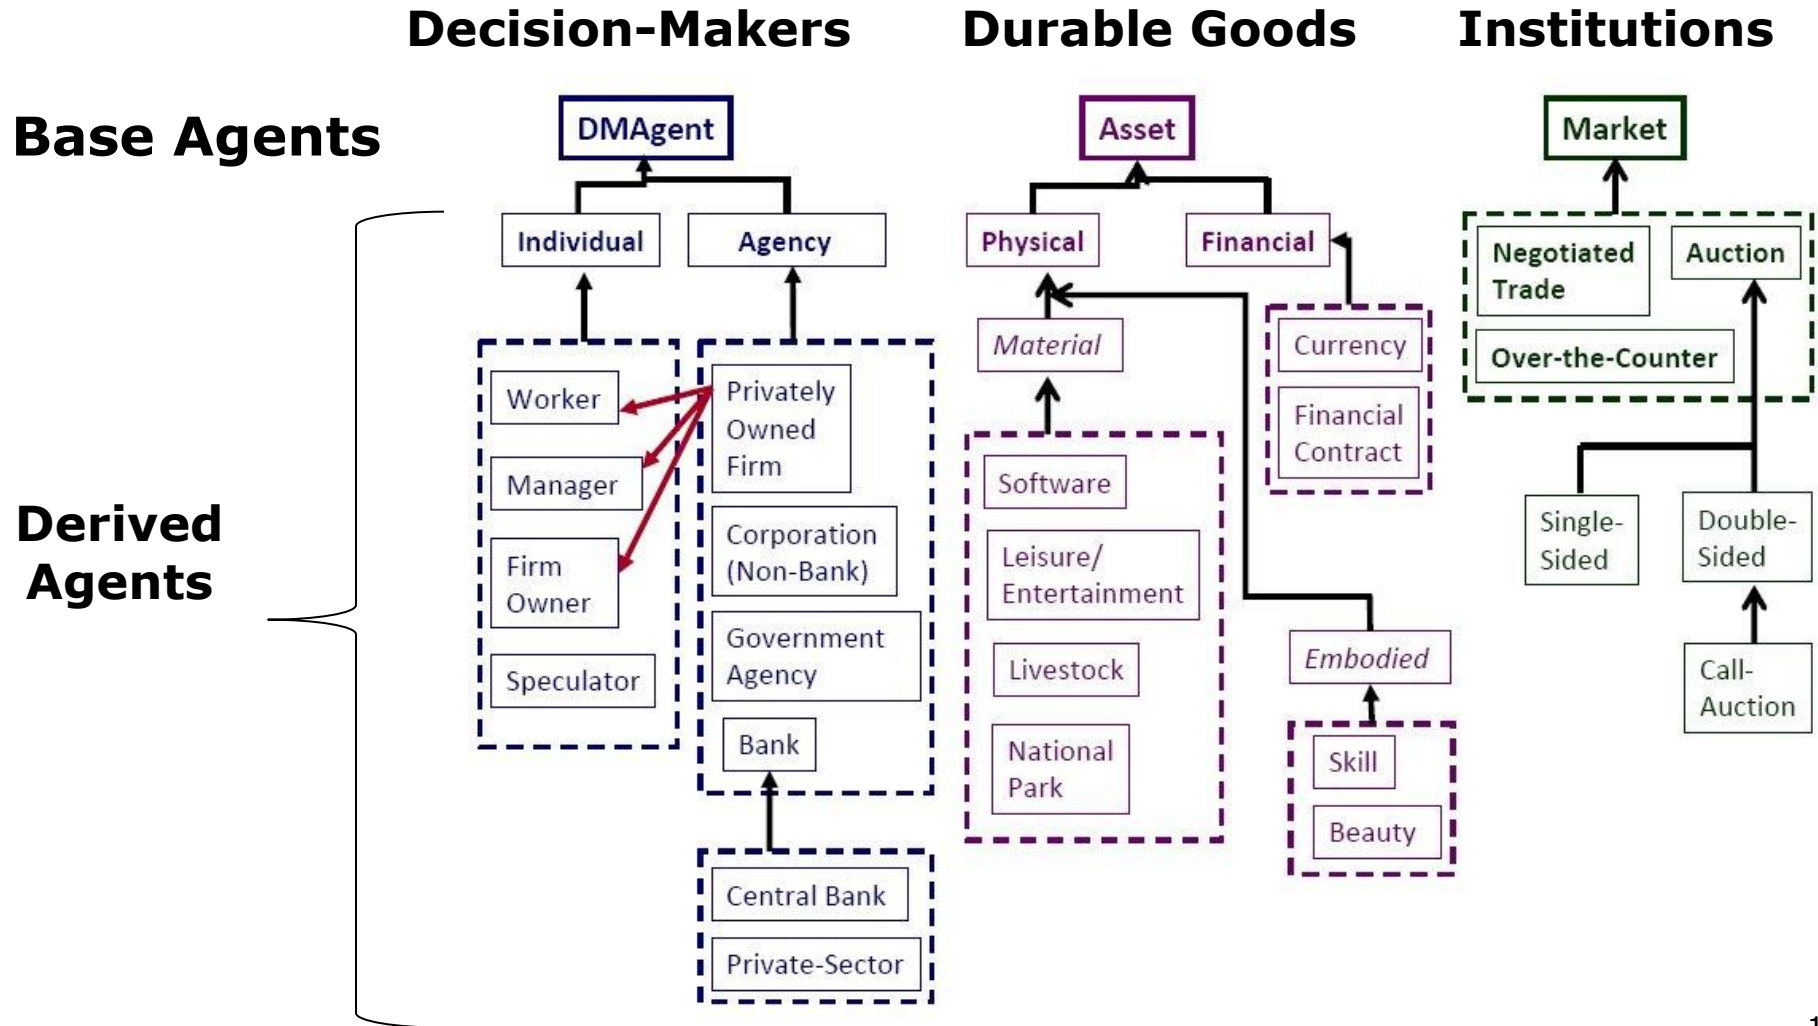 Decision-Makers
Durable Goods
Institutions
Base Agents
DMAgent
Asset
Market
Individual
Agency
Physical
Financial
Negotiated
Trade
Auction
Over-the-Counter
Derived
Agents
Worker
Manager
Firm
Owner
Speculator
Privately
Owned
Firm
Corporation
(Non-Bank)
Government
Agency
Bank
Central Bank
Private-Sector
Material
Software
Leisure/
Entertainment
Livestock
National
Park
Currency
Financial
Contract
Embodied
Skill
Beauty
Single-
Sided
Double-
Sided
Call-
Auction